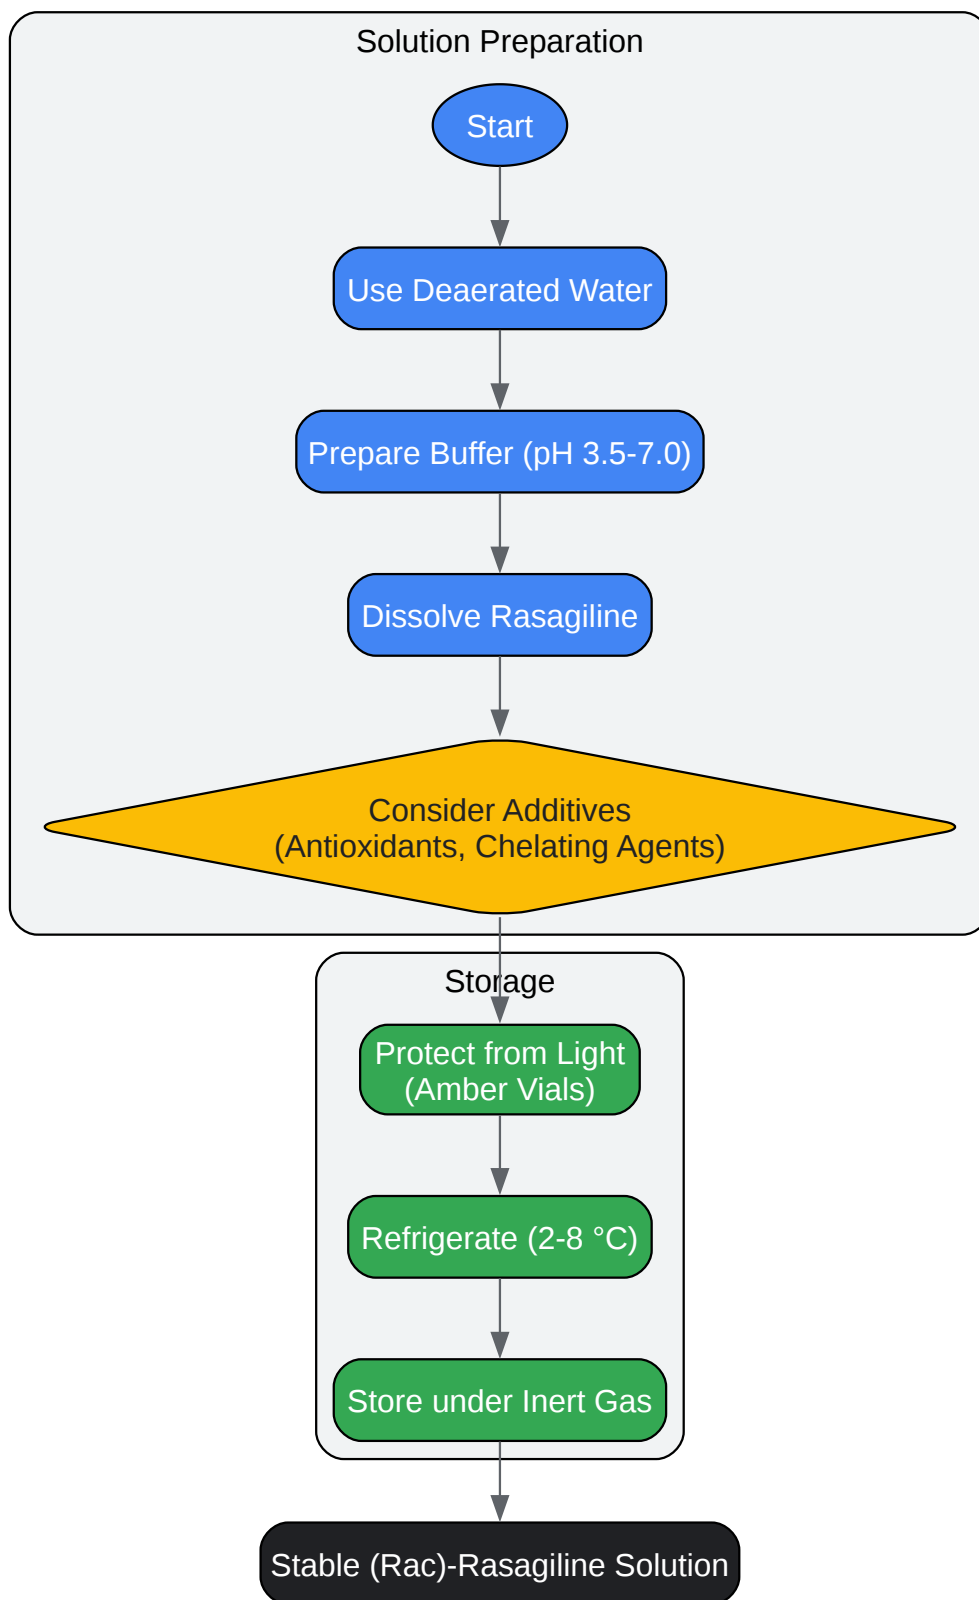 Solution Preparation
Start
Use Deaerated Water
Prepare Buffer (pH 3.5-7.0)
Dissolve Rasagiline
Consider Additives
(Antioxidants, Chelating Agents)
Storage
Protect from Light
(Amber Vials)
Refrigerate (2-8 °C)
Store under Inert Gas
Stable (Rac)-Rasagiline Solution